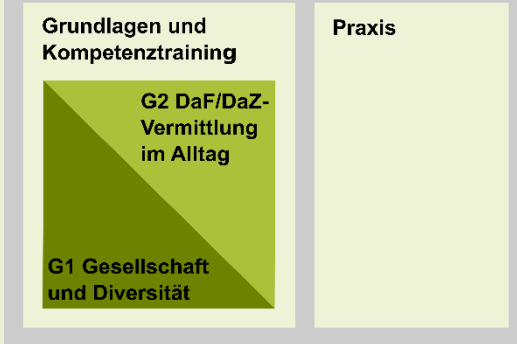 Grundlagen und
Kompetenztraining
G2 DaF/DaZ-
Vermittlung
im Alltag
G1 Gesellschaft
und Diversität
Praxis